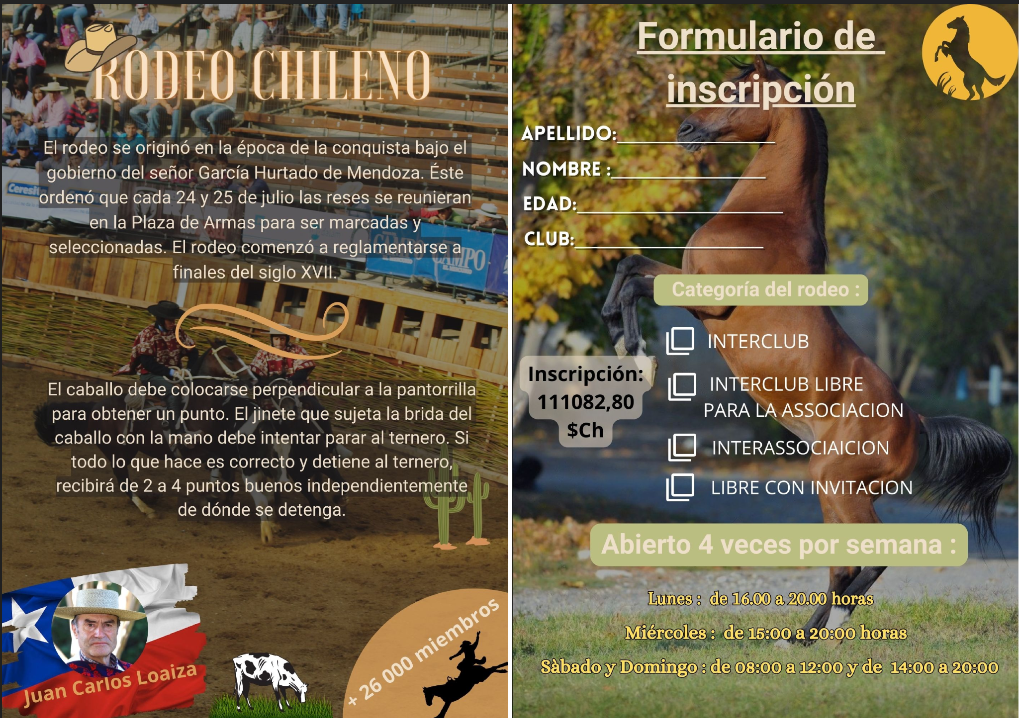 RODEO CHILENO
El rodeo se originó en la época de la conquista bajo el
gobierno del señor García Hurtado de Mendoza. Éste
ordenó que cada 24 y 25 de julio las reses se reunieran
en la Plaza de Armas para ser marcadas y
seleccionadas. El rodeo comenzó a reglamentarse a
finales del siglo XVII.
El caballo debe colocarse perpendicular a la pantorrilla
para obtener un punto. El jinete que sujeta la brida del
caballo con la mano debe intentar parar al ternero. Si
todo lo que hace es correcto y detiene al ternero,
recibirá de 2 a 4 puntos buenos independientemente
de dónde se detenga.
Juan Carlos Loaiza
+ 26 000 miembros
Formulario de
inscripción
APELLIDO:
NOMBRE :
EDAD:
CLUB:
Categoría del rodeo :
INTERCLUB
INTERCLUB LIBRE
PARA LA ASSOCIACION
INTERASSOCIAICION
LIBRE CON INVITACION
Inscripción:
111082,80
$Ch
Abierto 4 veces por semana :
Lunes : de 16.00 a 20.00 horas
Miércoles : de 15:00 a 20:00 horas
Sàbado y Domingo : de 08:00 a 12:00 y de 14:00 a 20:00